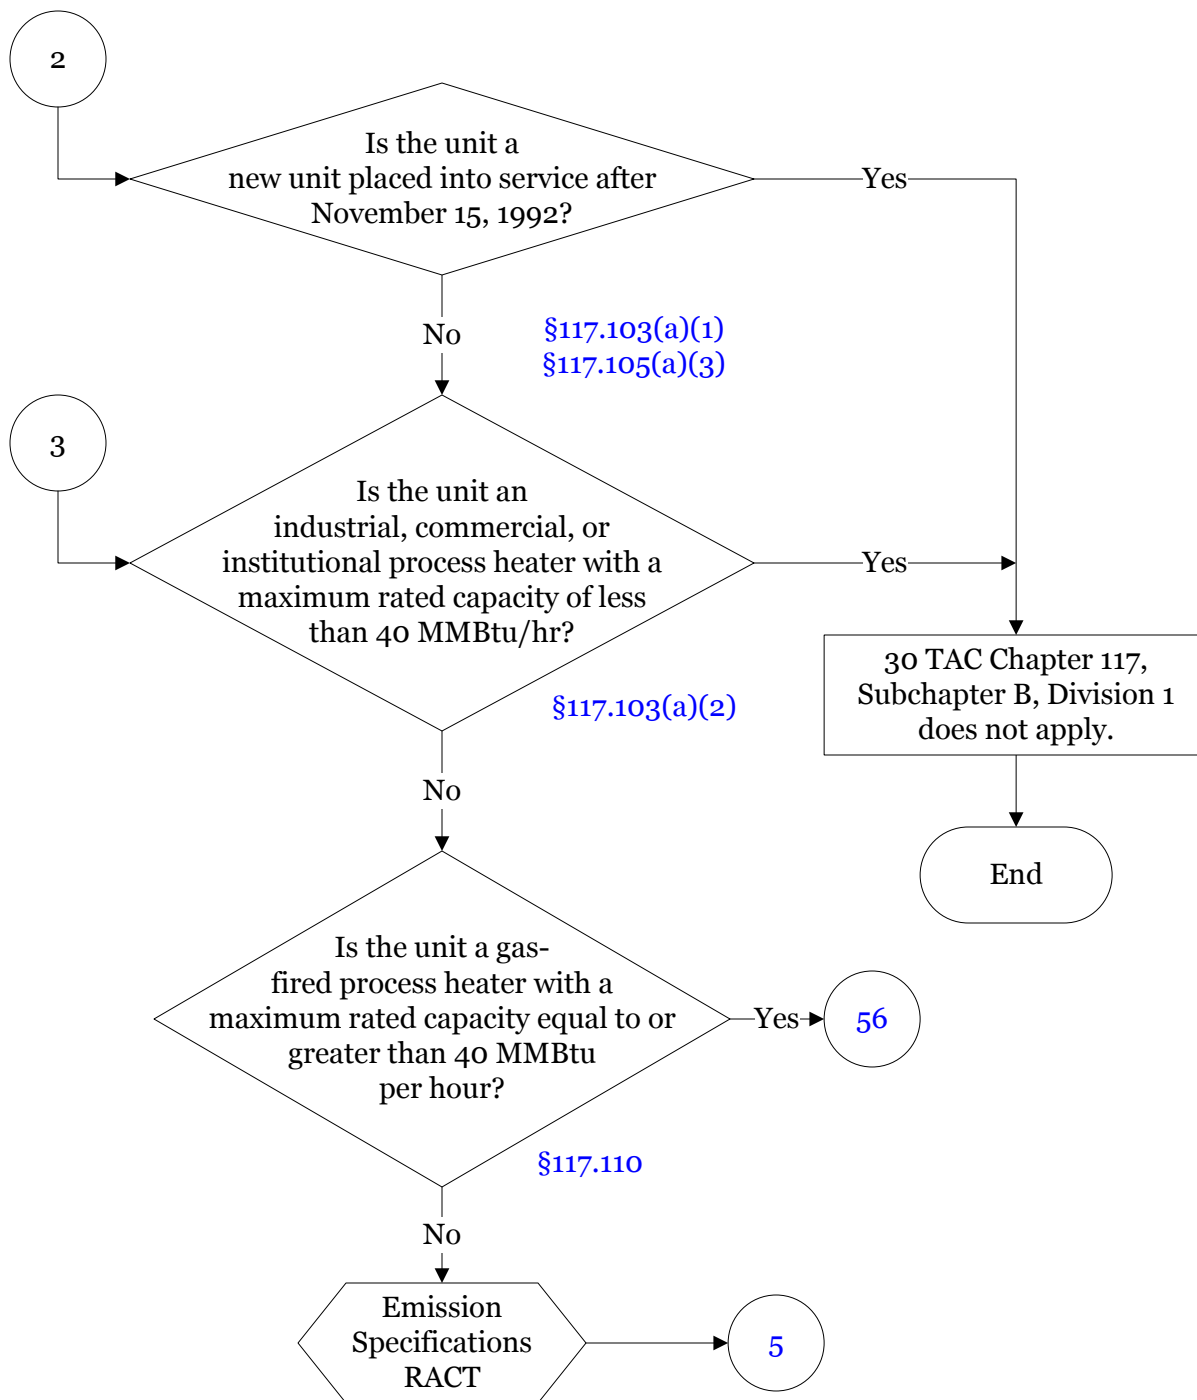 2
Is the unit a
new unit placed into service after
November 15, 1992?
Yes
No
§117.103(a)(1)
§117.105(a)(3)
3
Is the unit an
industrial, commercial, or
institutional process heater with a
maximum rated capacity of less
than 40 MMBtu/hr?
Yes
§117.103(a)(2)
30 TAC Chapter 117,
Subchapter B, Division 1
does not apply.
No
End
Is the unit a gas-
fired process heater with a
maximum rated capacity equal to or
greater than 40 MMBtu
per hour?
Yes
56
§117.110
No
Emission
Specifications
RACT
5